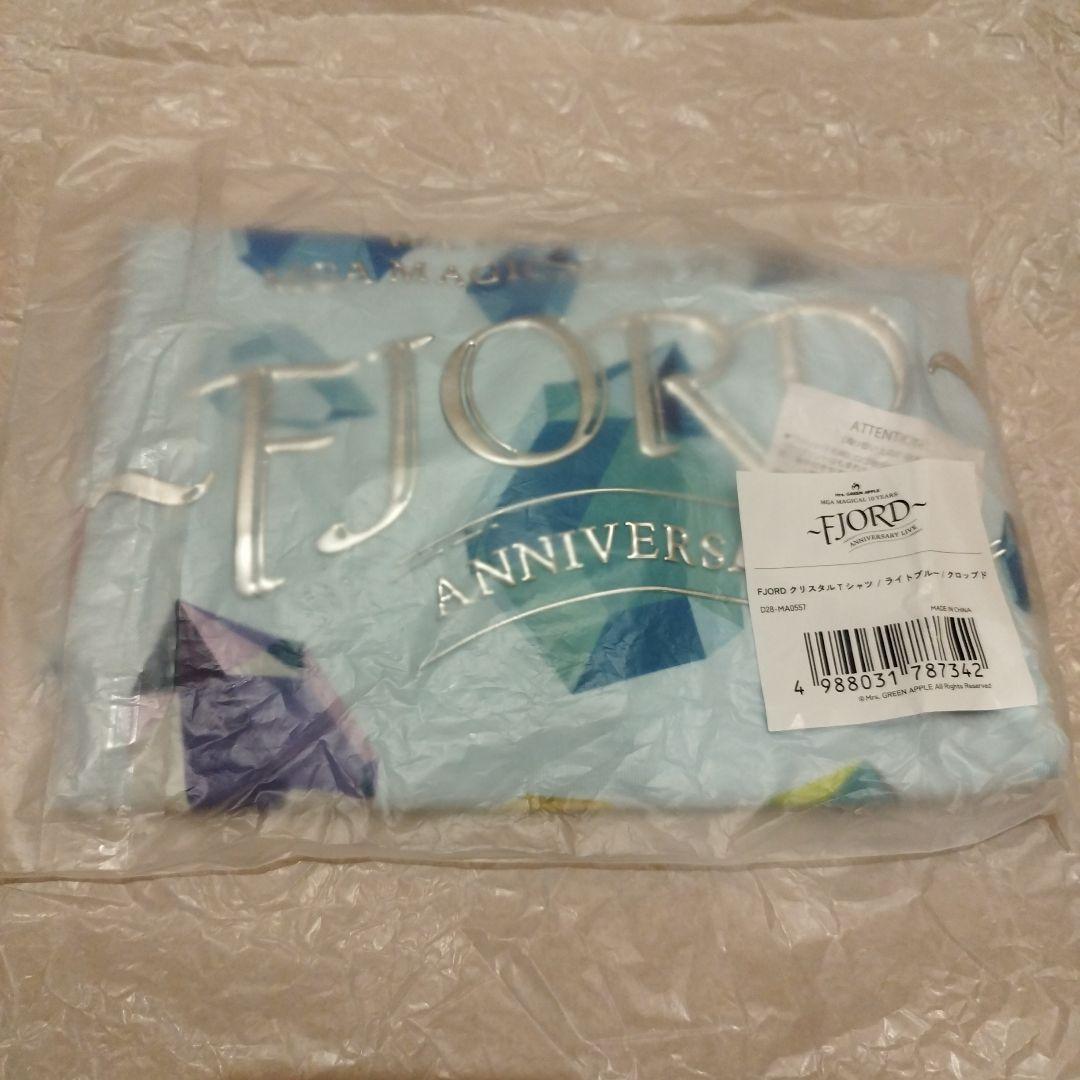 MGA MAGICAL
~FJORD~
ANNIVERSA
ATTENTION
Mrs. GREEN APPLE
MGA MAGICAL 10 YEARS
~FJORD~
ANNIVERSARY LIVE
FJORD クリスタルTシャツ / ライトブルー / クロップド
D28-MA0557 MADE IN CHINA
4 988031 787342
© Mrs. GREEN APPLE All Rights Reserved